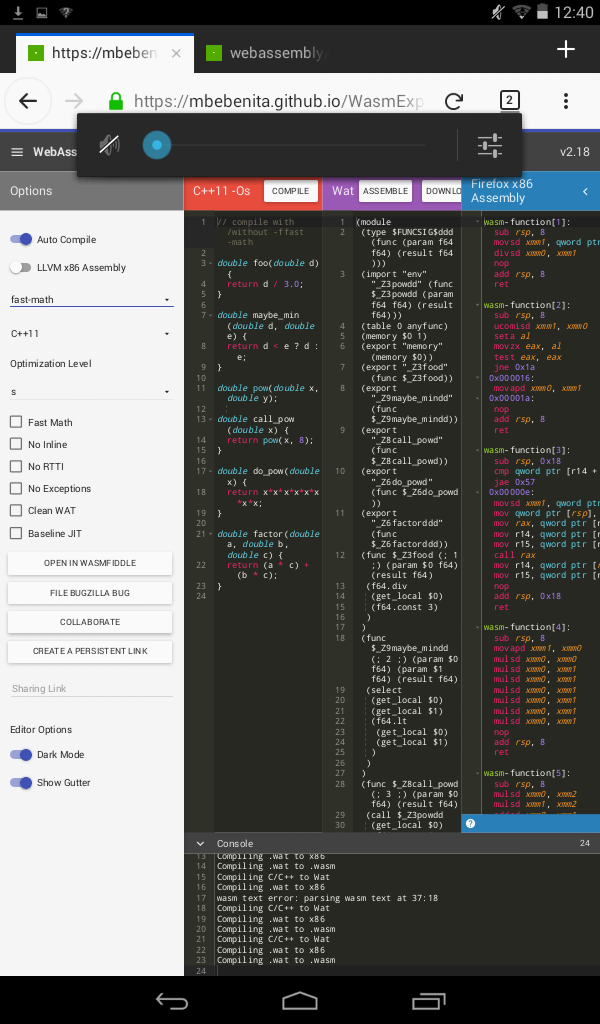 12:40
https://mbeben
webassembly
https://mbebenita.github.io/WasmExp
2
WebAss
v2.18
Options
C++11 -Os
COMPILE
Wat
ASSEMBLE
DOWNLO
Firefox x86
Assembly
Auto Compile
LLVM x86 Assembly
fast-math
C++11
Optimization Level
s
Fast Math
No Inline
No RTTI
No Exceptions
Clean WAT
Baseline JIT
OPEN IN WASMFIDDLE
FILE BUGZILLA BUG
COLLABORATE
CREATE A PERSISTENT LINK
Sharing Link
Editor Options
Dark Mode
Show Gutter
1 // compile with
/without -ffast
-math
2
3 double foo(double d)
{
4 return d / 3.0;
5 }
6
7 double maybe_min
(double d, double
e) {
8 return d < e ? d :
e;
9 }
10
11 double pow(double x,
double y);
12
13 double call_pow
(double x) {
14 return pow(x, 8);
15 }
16
17 double do_pow(double
x) {
18 return x*x*x*x*x*x
*x*x;
19 }
20
21 double factor(double
a, double b,
double c) {
22 return (a * c) +
(b * c);
23 }
24
1 (module
2 (type $FUNCSIG$ddd
(func (param f64
f64) (result f64
)))
3 (import "env"
"_Z3powdd" (func
$_Z3powdd (param
f64 f64) (result
f64)))
4 (table 0 anyfunc)
5 (memory $0 1)
6 (export "memory"
(memory $0))
7 (export "_Z3food"
(func $_Z3food))
8 (export
"_Z9maybe_mindd"
(func
$_Z9maybe_mindd))
9 (export
"_Z8call_powd"
(func
$_Z8call_powd))
10 (export
"_Z6do_powd"
(func $_Z6do_powd
))
11 (export
"_Z6factorddd"
(func
$_Z6factorddd))
12 (func $_Z3food (; 1
;) (param $0 f64)
(result f64)
13 (f64.div
14 (get_local $0)
15 (f64.const 3)
16 )
17 )
18 (func
$_Z9maybe_mindd
(; 2 ;) (param $0
f64) (param $1
f64) (result f64)
19 (select
20 (get_local $0)
21 (get_local $1)
22 (f64.lt
23 (get_local $0)
24 (get_local $1)
25 )
26 )
27 )
28 (func $_Z8call_powd
(; 3 ;) (param $0
f64) (result f64)
29 (call $_Z3powdd
30 (get_local $0)
wasm-function[1]:
sub rsp, 8
movsd xmm1, qword ptr
divsd xmm0, xmm1
nop
add rsp, 8
ret
wasm-function[2]:
sub rsp, 8
ucomisd xmm1, xmm0
seta al
movzx eax, al
test eax, eax
jne 0x1a
0x000016:
movapd xmm0, xmm1
0x00001a:
nop
add rsp, 8
ret
wasm-function[3]:
sub rsp, 0x18
cmp qword ptr [r14 +
jae 0x57
0x00000e:
movsd xmm1, qword ptr
mov qword ptr [rsp],
mov rax, qword ptr [r
mov r14, qword ptr [r
mov r15, qword ptr [r
call rax
mov r14, qword ptr [r
mov r15, qword ptr [r
nop
add rsp, 0x18
ret
wasm-function[4]:
sub rsp, 8
movapd xmm1, xmm0
mulsd xmm0, xmm1
mulsd xmm0, xmm1
mulsd xmm0, xmm1
mulsd xmm0, xmm1
mulsd xmm0, xmm1
mulsd xmm0, xmm1
mulsd xmm0, xmm1
nop
add rsp, 8
ret
wasm-function[5]:
sub rsp, 8
mulsd xmm0, xmm2
mulsd xmm1, xmm2
Console
24
13 Compiling .wat to x86
14 Compiling .wat to .wasm
15 Compiling C/C++ to Wat
16 Compiling .wat to x86
17 wasm text error: parsing wasm text at 37:18
18 Compiling C/C++ to Wat
19 Compiling .wat to x86
20 Compiling .wat to .wasm
21 Compiling C/C++ to Wat
22 Compiling .wat to x86
23 Compiling .wat to .wasm
24